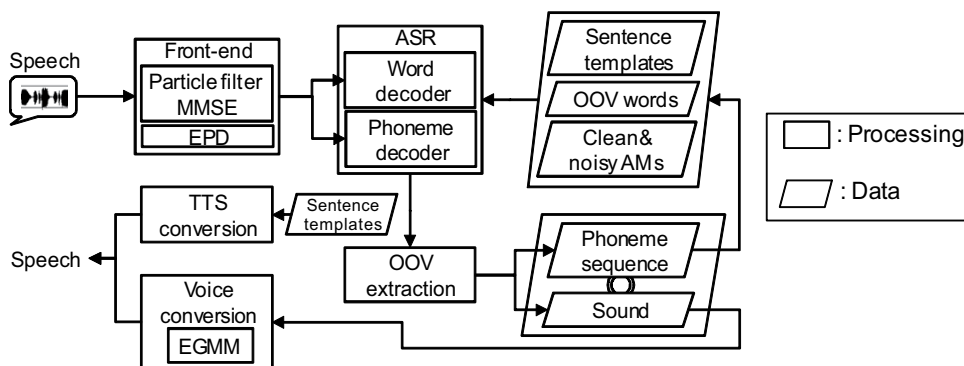 Speech
Front-end
Particle filter
MMSE
EPD
ASR
Word
decoder
Phoneme
decoder
Sentence
templates
OOV words
Clean&
noisy AMs
: Processing
: Data
TTS
conversion
Sentence
templates
Speech
OOV
extraction
Phoneme
sequence
Sound
Voice
conversion
EGMM